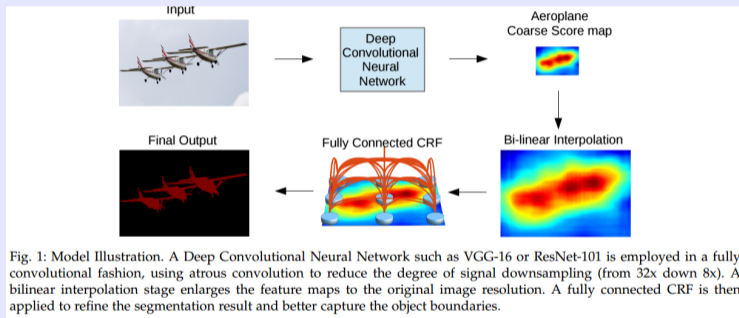 Input
Deep
Convolutional
Neural
Network
Aeroplane
Coarse Score map
Final Output
Fully Connected CRF
Bi-linear Interpolation
Fig. 1: Model Illustration. A Deep Convolutional Neural Network such as VGG-16 or ResNet-101 is employed in a fully
convolutional fashion, using atrous convolution to reduce the degree of signal downsampling (from 32x down 8x). A
bilinear interpolation stage enlarges the feature maps to the original image resolution. A fully connected CRF is then
applied to refine the segmentation result and better capture the object boundaries.